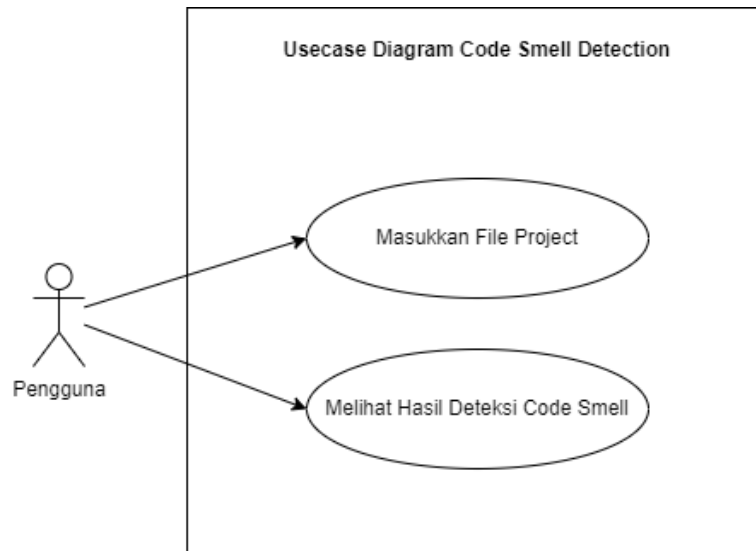 Usecase Diagram Code Smell Detection
Masukkan File Project
Pengguna
Melihat Hasil Deteksi Code Smell